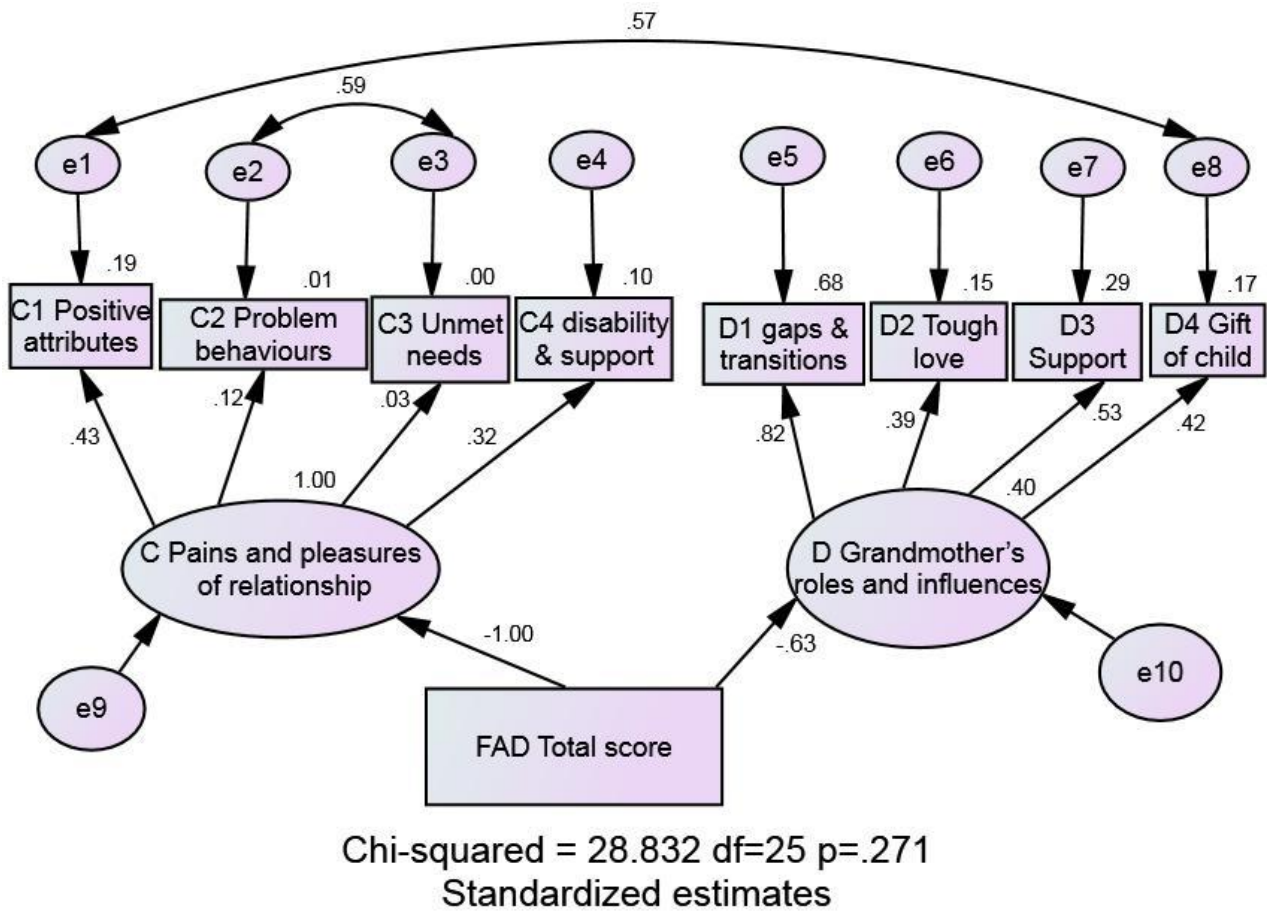 .57
.59
e1
e2
e3
e4
e5
e6
e7
e8
.19
.01
.00
.10
.68
.15
.29
.17
C1 Positive
attributes
C2 Problem
behaviours
C3 Unmet
needs
C4 disability
& support
D1 gaps &
transitions
D2 Tough
love
D3
Support
D4 Gift
of child
.43
.12
.03
.32
.82
.39
.53
.42
1.00
.40
C Pains and pleasures
of relationship
D Grandmother's
roles and influences
-1.00
-.63
e9
e10
FAD Total score
Chi-squared = 28.832 df=25 p=.271
Standardized estimates